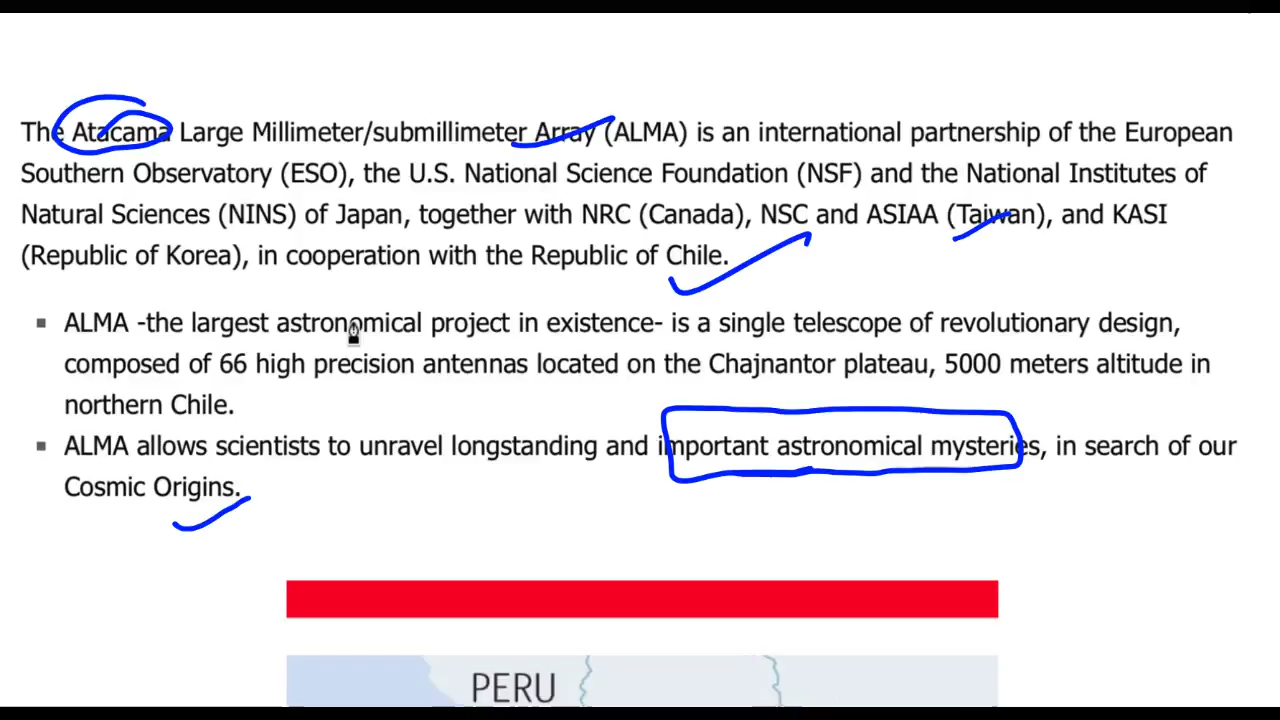 The Atacama Large Millimeter/submillimeter Array (ALMA) is an international partnership of the European
Southern Observatory (ESO), the U.S. National Science Foundation (NSF) and the National Institutes of
Natural Sciences (NINS) of Japan, together with NRC (Canada), NSC and ASIAA (Taiwan), and KASI
(Republic of Korea), in cooperation with the Republic of Chile.
▪ ALMA -the largest astronomical project in existence- is a single telescope of revolutionary design,
composed of 66 high precision antennas located on the Chajnantor plateau, 5000 meters altitude in
northern Chile.
▪ ALMA allows scientists to unravel longstanding and important astronomical mysteries, in search of our
Cosmic Origins.
PERU